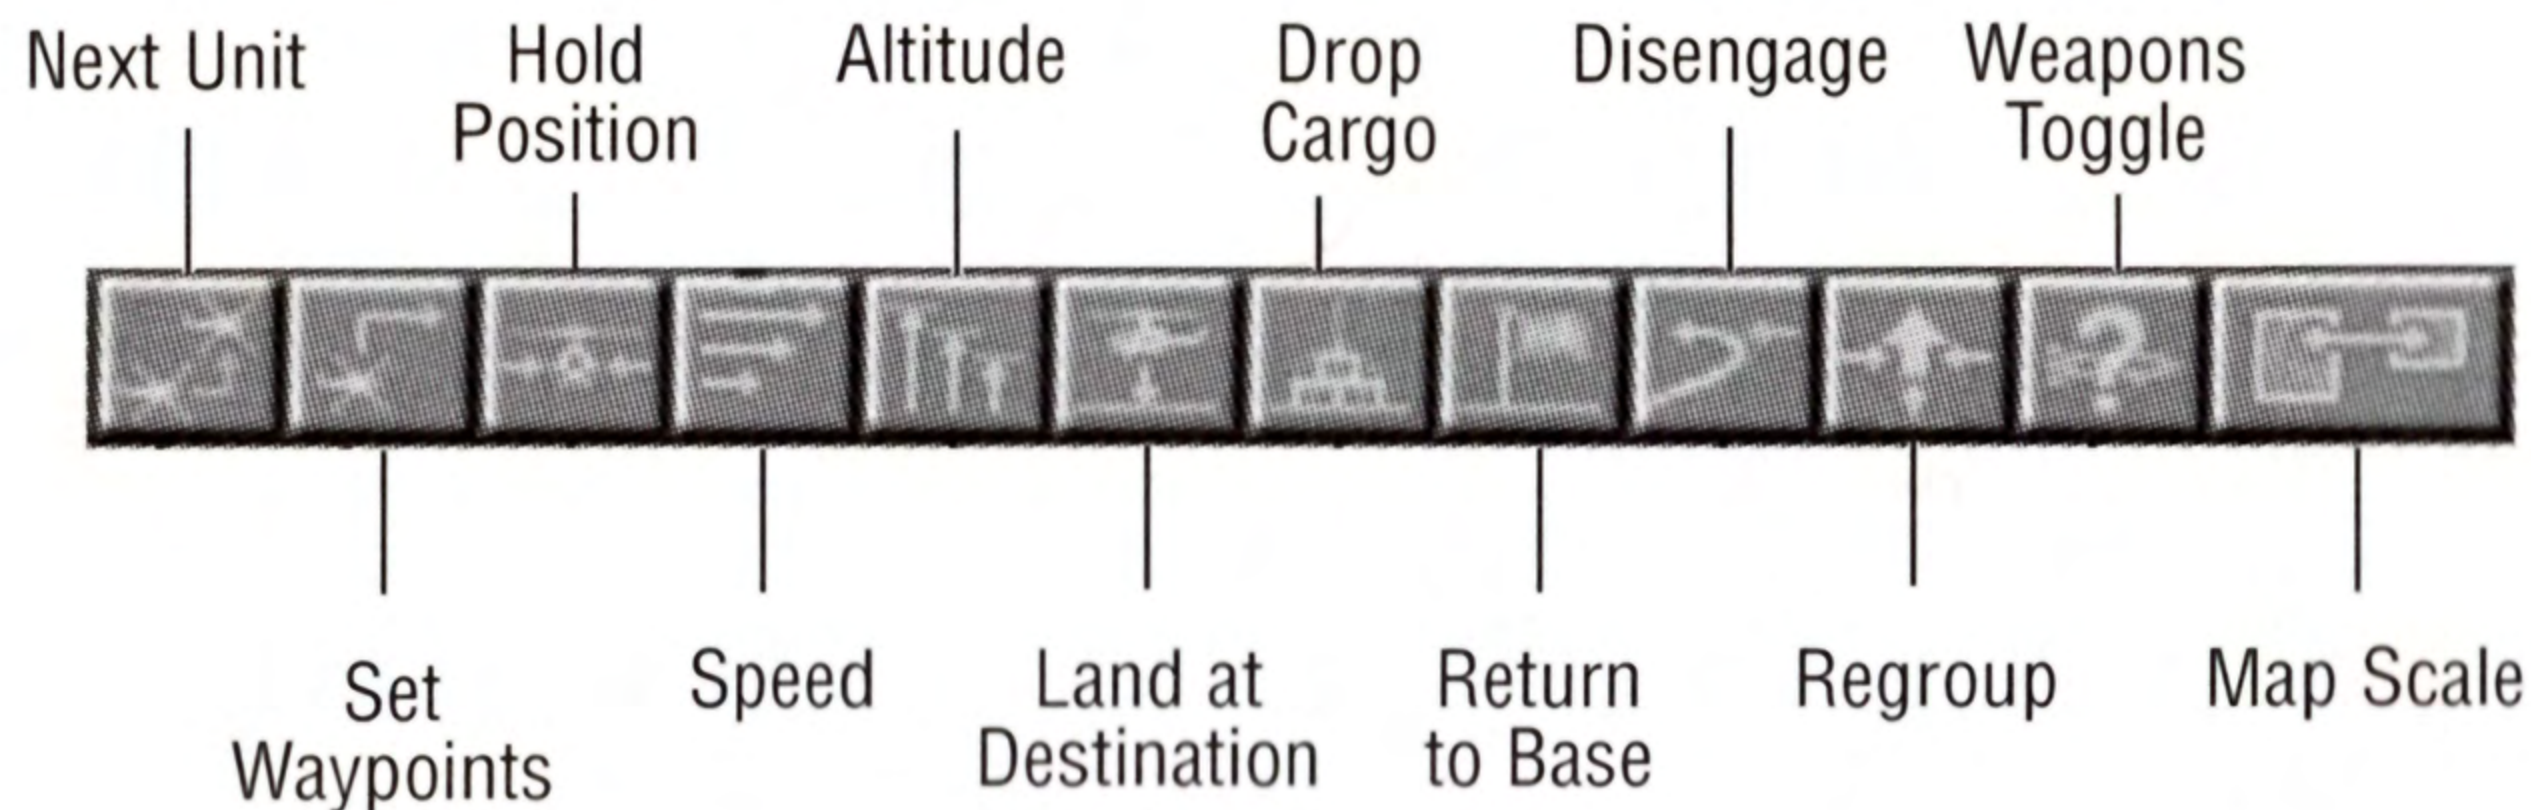 Next Unit
Hold
Position
Altitude
Drop
Cargo
Disengage
Weapons
Toggle
?
Set
Waypoints
Speed
Land at
Destination
Return
to Base
Regroup
Map Scale